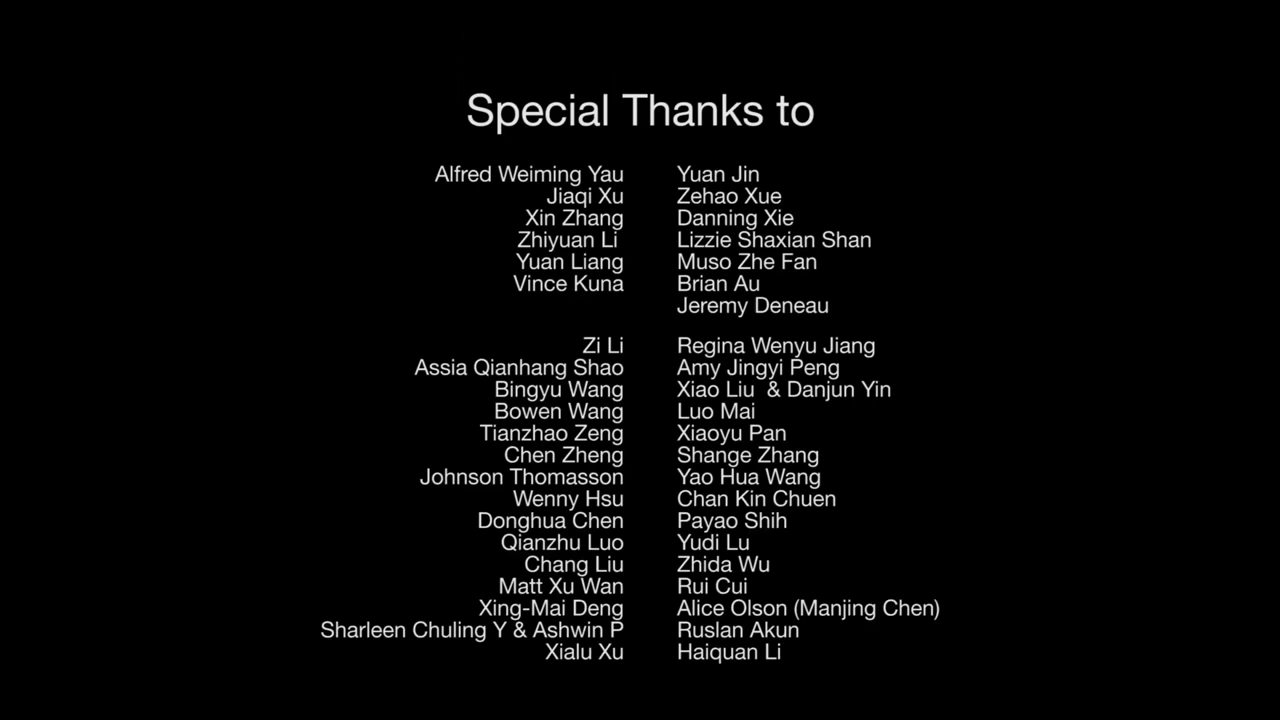 Special Thanks to
Alfred Weiming Yau
Jiaqi Xu
Xin Zhang
Zhiyuan Li
Yuan Liang
Vince Kuna
Yuan Jin
Zehao Xue
Danning Xie
Lizzie Shaxian Shan
Muso Zhe Fan
Brian Au
Jeremy Deneau
Zi Li
Assia Qianhang Shao
Bingyu Wang
Bowen Wang
Tianzhao Zeng
Chen Zheng
Johnson Thomasson
Wenny Hsu
Donghua Chen
Qianzhu Luo
Chang Liu
Matt Xu Wan
Xing-Mai Deng
Sharleen Chuling Y & Ashwin P
Xialu Xu
Regina Wenyu Jiang
Amy Jingyi Peng
Xiao Liu & Danjun Yin
Luo Mai
Xiaoyu Pan
Shange Zhang
Yao Hua Wang
Chan Kin Chuen
Payao Shih
Yudi Lu
Zhida Wu
Rui Cui
Alice Olson (Manjing Chen)
Ruslan Akun
Haiquan Li